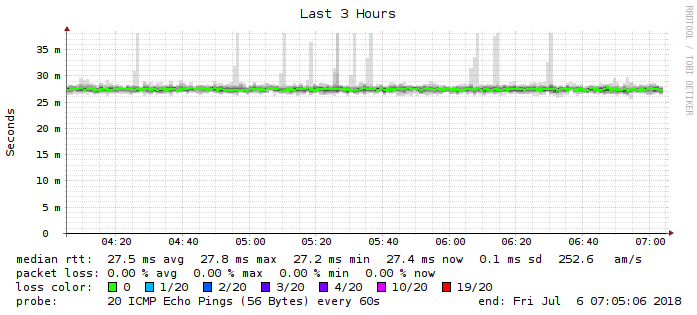 Last 3 Hours
RRDTOOL / TOBI OETIKER
Seconds
35 m
30 m
25 m
20 m
15 m
10 m
5 m
0
04:20 04:40 05:00 05:20 05:40 06:00 06:20 06:40 07:00
median rtt: 27.5 ms avg 27.8 ms max 27.2 ms min 27.4 ms now 0.1 ms sd 252.6 am/s
packet loss: 0.00 % avg 0.00 % max 0.00 % min 0.00 % now
loss color: 0 1/20 2/20 3/20 4/20 10/20 19/20
probe: 20 ICMP Echo Pings (56 Bytes) every 60s end: Fri Jul 6 07:05:06 2018